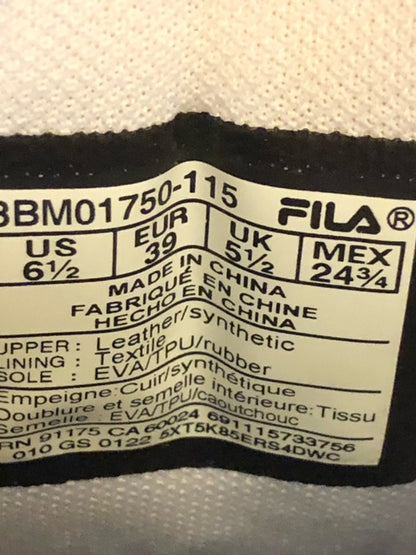 3BM01750-115 FILA®
US EUR UK MEX
6½ 39 5½ 24¾
MADE IN CHINA
FABRIQUÉ EN CHINE
HECHO EN CHINA
UPPER : Leather/synthetic
LINING : Textile
SOLE : EVA/TPU/rubber
Empeigne:Cuir/synthétique
Doublure et semelle intérieure:Tissu
Semelle :EVA/TPU/caoutchouc
RN 91175 CA 60024 691115733756
010 GS 0122 5XT5K85ERS4DWC